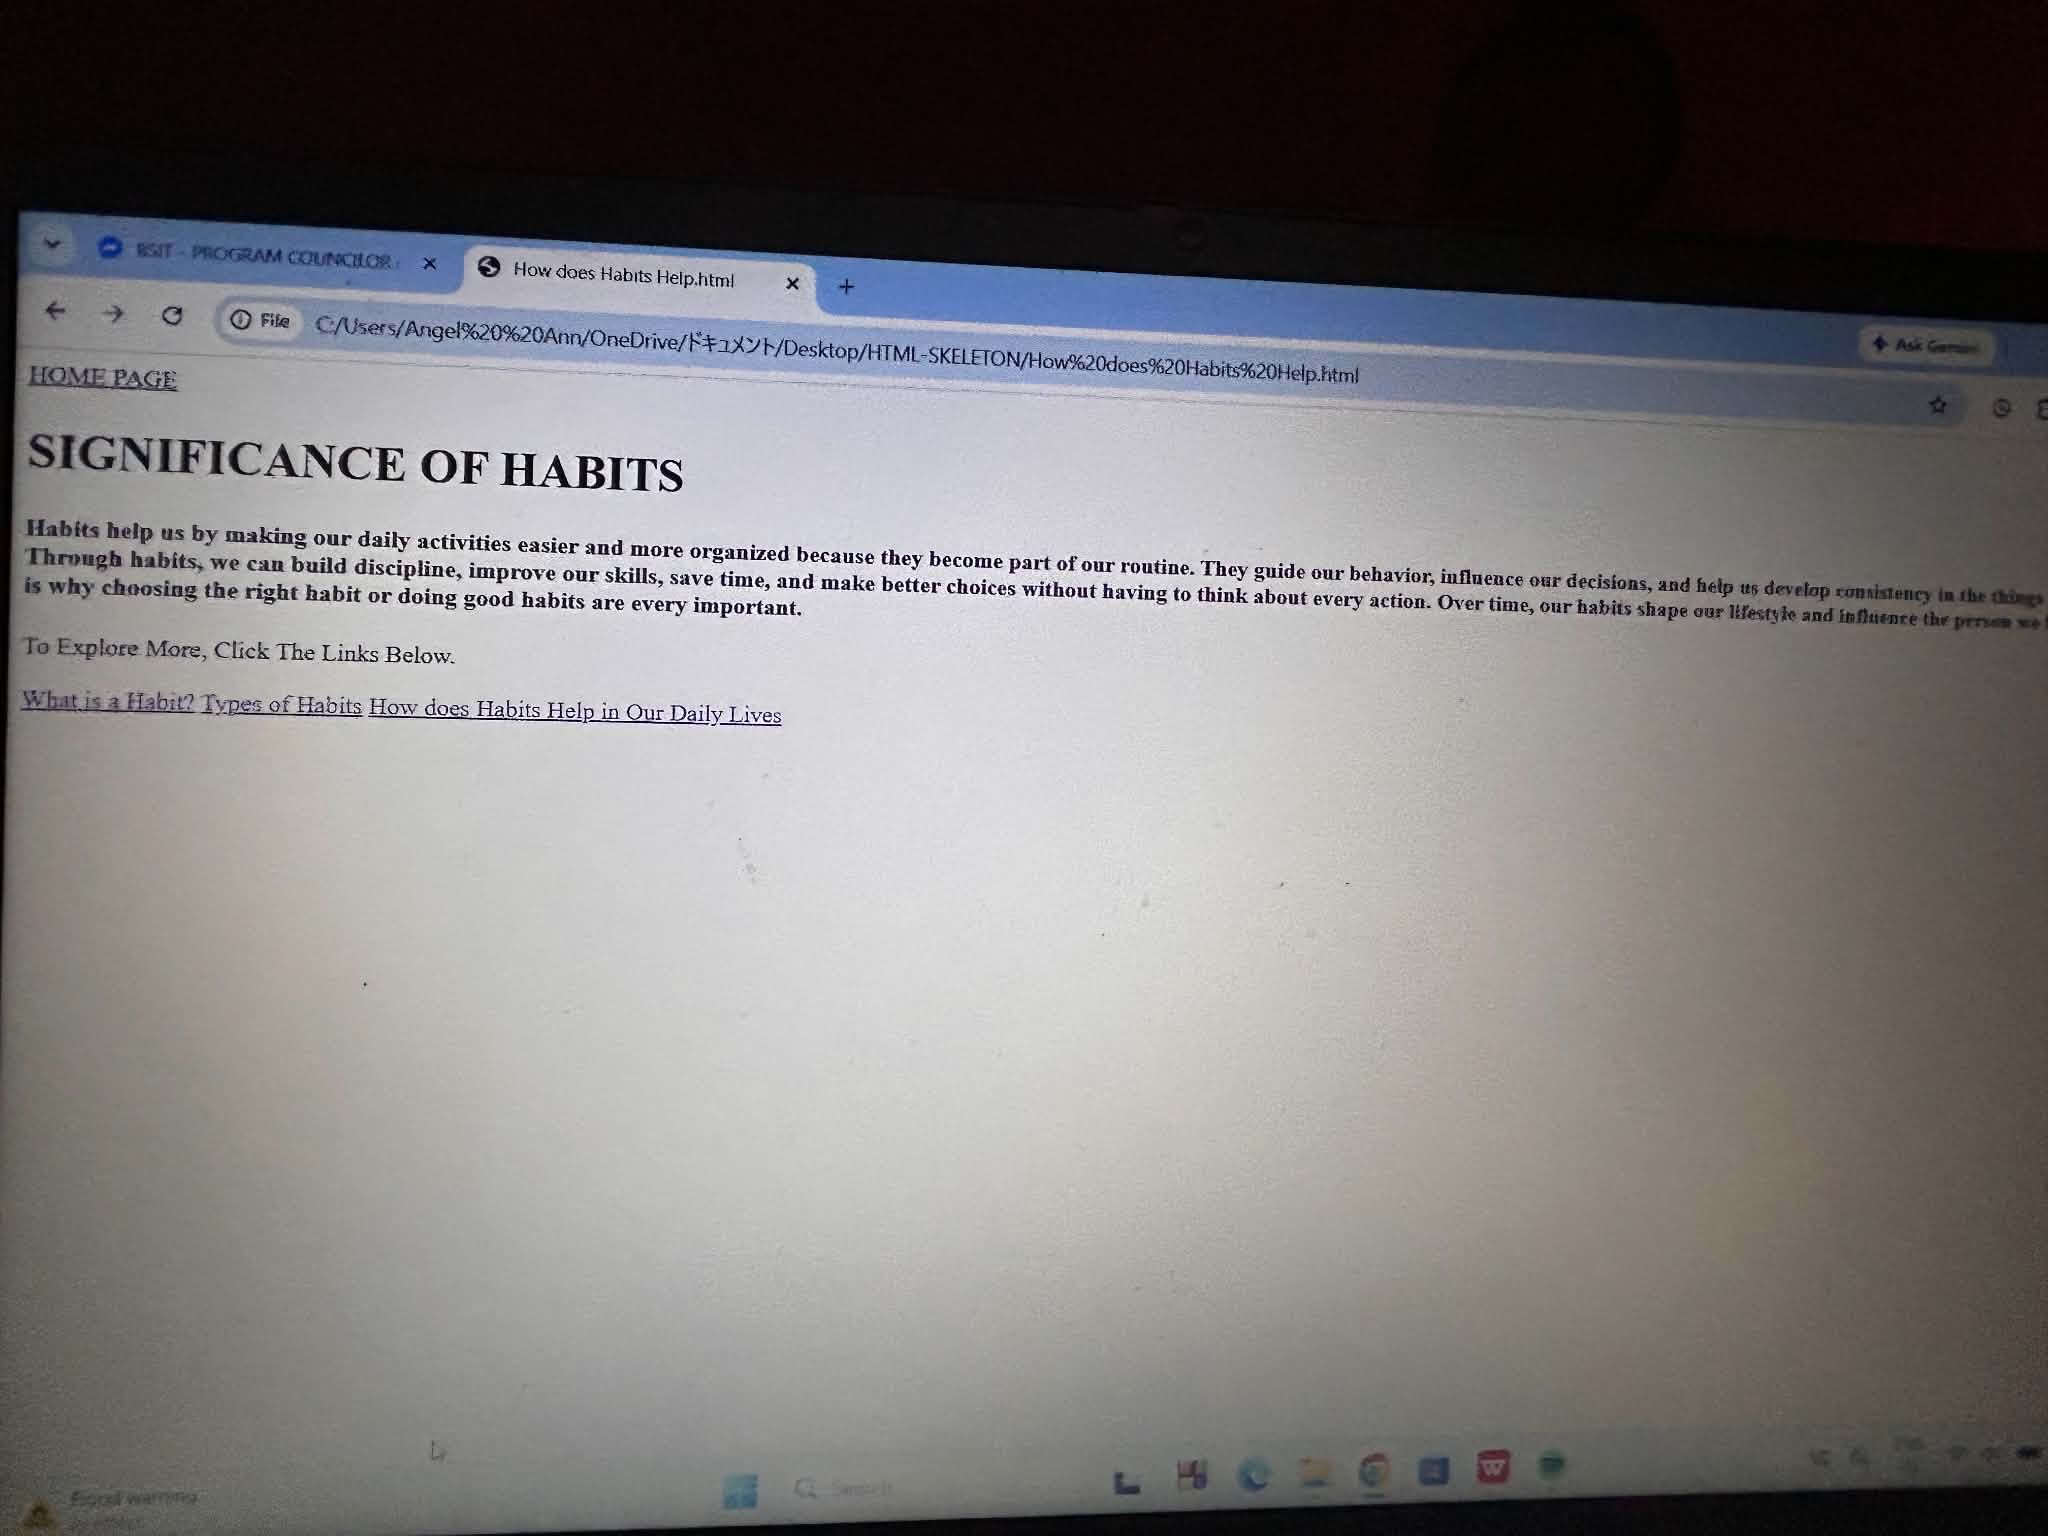 BSIT - PROGRAM COUNCILOR
How does Habits Help.html
File C:/Users/Angel%20%20Ann/OneDrive/ドキュメント/Desktop/HTML-SKELETON/How%20does%20Habits%20Help.html
Ask Gemini
HOME PAGE
SIGNIFICANCE OF HABITS
Habits help us by making our daily activities easier and more organized because they become part of our routine. They guide our behavior, influence our decisions, and help us develop consistency in the things
Through habits, we can build discipline, improve our skills, save time, and make better choices without having to think about every action. Over time, our habits shape our lifestyle and influence the person we
is why choosing the right habit or doing good habits are every important.
To Explore More, Click The Links Below.
What is a Habit? Types of Habits How does Habits Help in Our Daily Lives
Search
warning